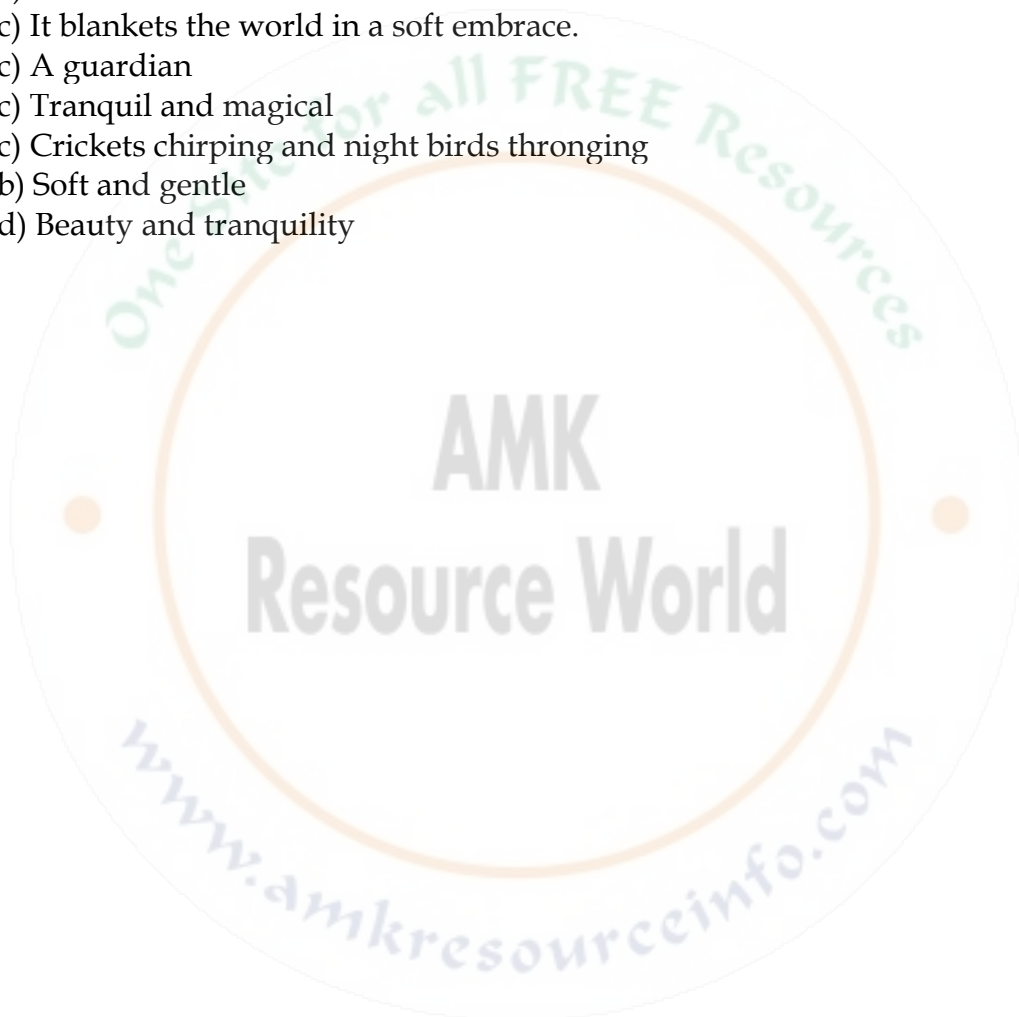 c) It blankets the world in a soft embrace.
c) A guardian
c) Tranquil and magical
c) Crickets chirping and night birds thronging
b) Soft and gentle
d) Beauty and tranquility
One Site for all FREE Resources
AMK
Resource World
www.amkresourceinfo.com